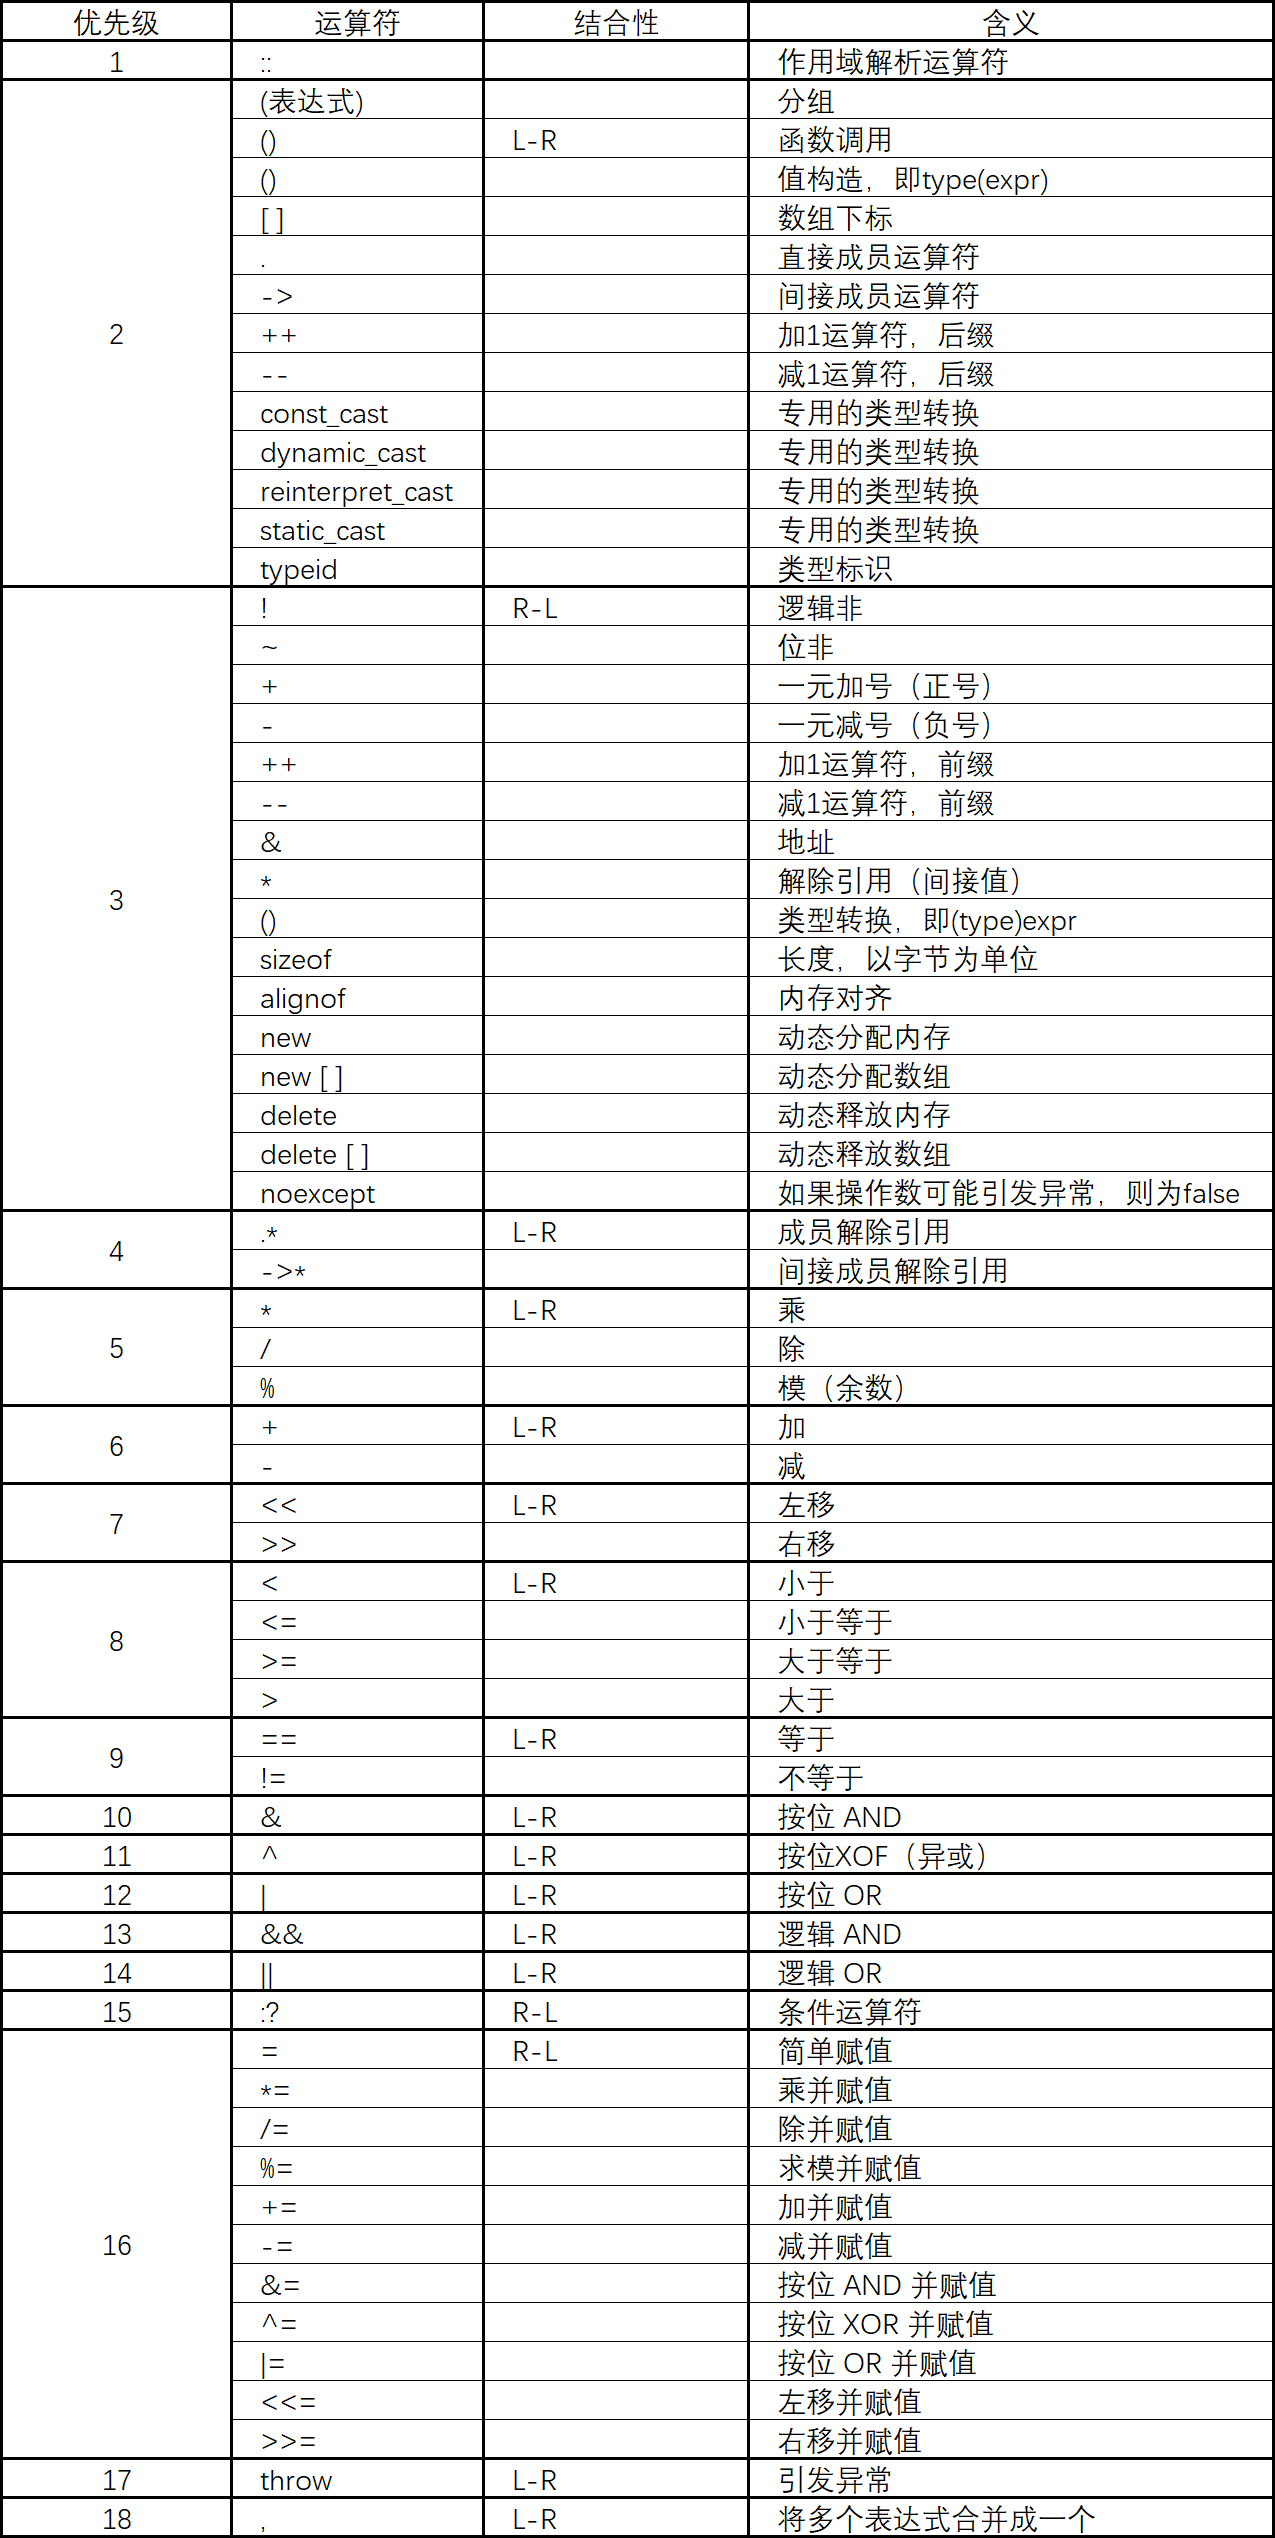 优先级 运算符 结合性 含义
1 :: 作用域解析运算符
2 (表达式) 分组
() L-R 函数调用
() 值构造，即type(expr)
[ ] 数组下标
. 直接成员运算符
-> 间接成员运算符
++ 加1运算符，后缀
-- 减1运算符，后缀
const_cast 专用的类型转换
dynamic_cast 专用的类型转换
reinterpret_cast 专用的类型转换
static_cast 专用的类型转换
typeid 类型标识
3 ! R-L 逻辑非
~ 位非
+ 一元加号（正号）
- 一元减号（负号）
++ 加1运算符，前缀
-- 减1运算符，前缀
& 地址
* 解除引用（间接值）
() 类型转换，即(type)expr
sizeof 长度，以字节为单位
alignof 内存对齐
new 动态分配内存
new [ ] 动态分配数组
delete 动态释放内存
delete [ ] 动态释放数组
noexcept 如果操作数可能引发异常，则为false
4 .* L-R 成员解除引用
->* 间接成员解除引用
5 * L-R 乘
/ 除
% 模（余数）
6 + L-R 加
- 减
7 << L-R 左移
>> 右移
8 < L-R 小于
<= 小于等于
>= 大于等于
> 大于
9 == L-R 等于
!= 不等于
10 & L-R 按位 AND
11 ^ L-R 按位XOF（异或）
12 | L-R 按位 OR
13 && L-R 逻辑 AND
14 || L-R 逻辑 OR
15 :? R-L 条件运算符
16 = R-L 简单赋值
*= 乘并赋值
/= 除并赋值
%= 求模并赋值
+= 加并赋值
-= 减并赋值
&= 按位 AND 并赋值
^= 按位 XOR 并赋值
|= 按位 OR 并赋值
<<= 左移并赋值
>>= 右移并赋值
17 throw L-R 引发异常
18 , L-R 将多个表达式合并成一个